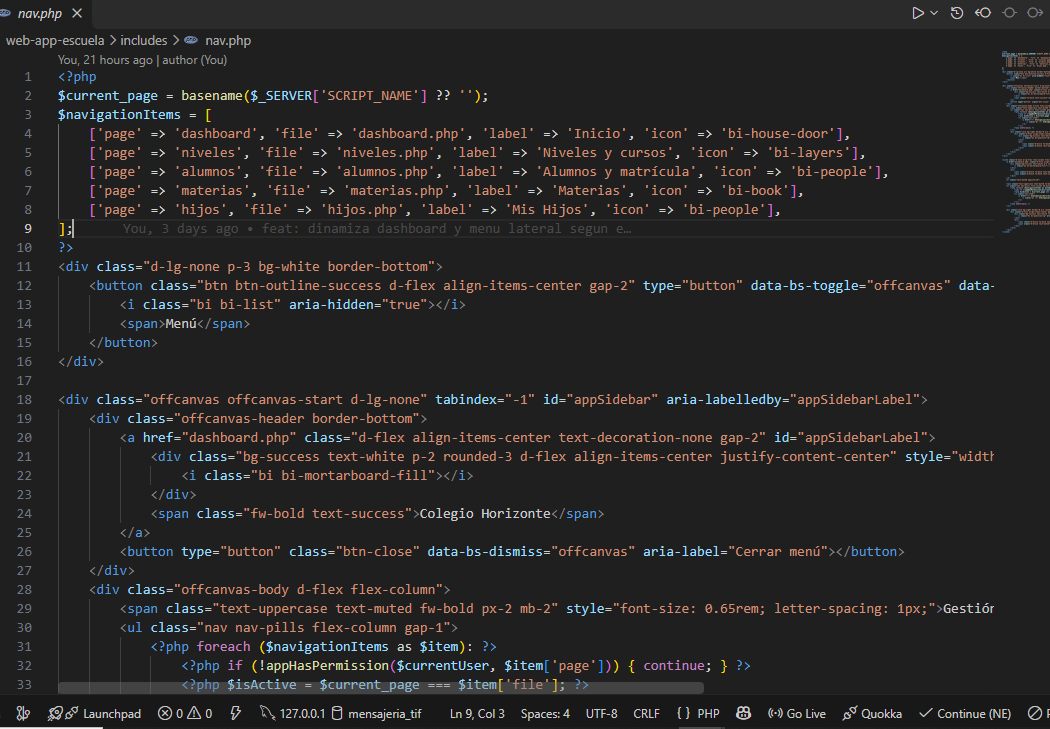 nav.php
web-app-escuela > includes > nav.php
You, 21 hours ago | author (You)
1 <?php
2 $current_page = basename($_SERVER['SCRIPT_NAME'] ?? '');
3 $navigationItems = [
4 ['page' => 'dashboard', 'file' => 'dashboard.php', 'label' => 'Inicio', 'icon' => 'bi-house-door'],
5 ['page' => 'niveles', 'file' => 'niveles.php', 'label' => 'Niveles y cursos', 'icon' => 'bi-layers'],
6 ['page' => 'alumnos', 'file' => 'alumnos.php', 'label' => 'Alumnos y matrícula', 'icon' => 'bi-people'],
7 ['page' => 'materias', 'file' => 'materias.php', 'label' => 'Materias', 'icon' => 'bi-book'],
8 ['page' => 'hijos', 'file' => 'hijos.php', 'label' => 'Mis Hijos', 'icon' => 'bi-people'],
9 ]; You, 3 days ago • feat: dinamiza dashboard y menu lateral segun e…
10 ?>
11 <div class="d-lg-none p-3 bg-white border-bottom">
12 <button class="btn btn-outline-success d-flex align-items-center gap-2" type="button" data-bs-toggle="offcanvas" data-
13 <i class="bi bi-list" aria-hidden="true"></i>
14 <span>Menú</span>
15 </button>
16 </div>
17
18 <div class="offcanvas offcanvas-start d-lg-none" tabindex="-1" id="appSidebar" aria-labelledby="appSidebarLabel">
19 <div class="offcanvas-header border-bottom">
20 <a href="dashboard.php" class="d-flex align-items-center text-decoration-none gap-2" id="appSidebarLabel">
21 <div class="bg-success text-white p-2 rounded-3 d-flex align-items-center justify-content-center" style="width
22 <i class="bi bi-mortarboard-fill"></i>
23 </div>
24 <span class="fw-bold text-success">Colegio Horizonte</span>
25 </a>
26 <button type="button" class="btn-close" data-bs-dismiss="offcanvas" aria-label="Cerrar menú"></button>
27 </div>
28 <div class="offcanvas-body d-flex flex-column">
29 <span class="text-uppercase text-muted fw-bold px-2 mb-2" style="font-size: 0.65rem; letter-spacing: 1px;">Gestión
30 <ul class="nav nav-pills flex-column gap-1">
31 <?php foreach ($navigationItems as $item): ?>
32 <?php if (!appHasPermission($currentUser, $item['page'])) { continue; } ?>
33 <?php $isActive = $current_page === $item['file']; ?>
Launchpad 0 0 127.0.0.1 mensajeria_tif Ln 9, Col 3 Spaces: 4 UTF-8 CRLF { } PHP Go Live Quokka Continue (NE)